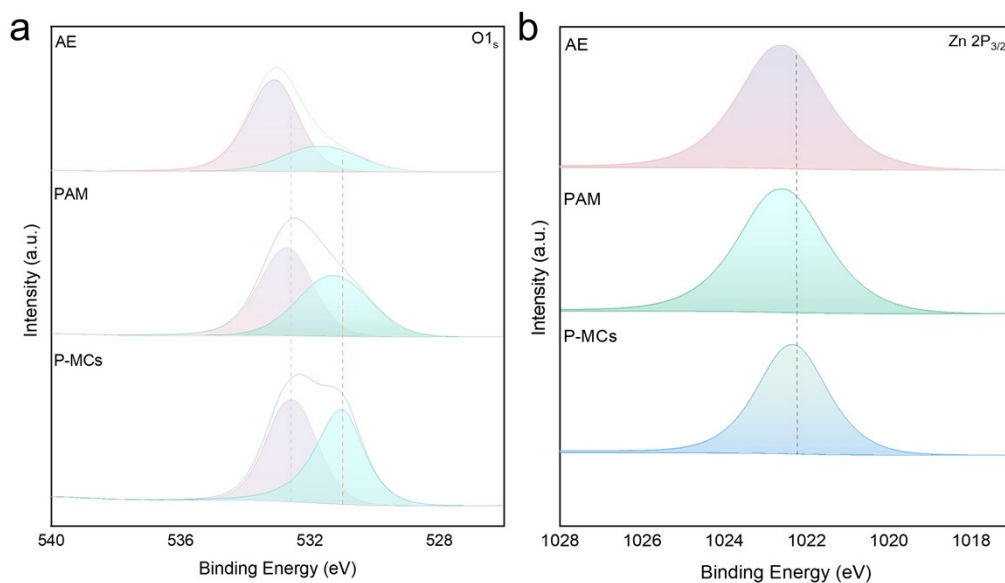 a
AE
O1s
PAM
P-MCs
Intensity (a.u.)
540
536
532
528
Binding Energy (eV)
b
AE
Zn 2P3/2
PAM
P-MCs
Intensity (a.u.)
1028
1026
1024
1022
1020
1018
Binding Energy (eV)